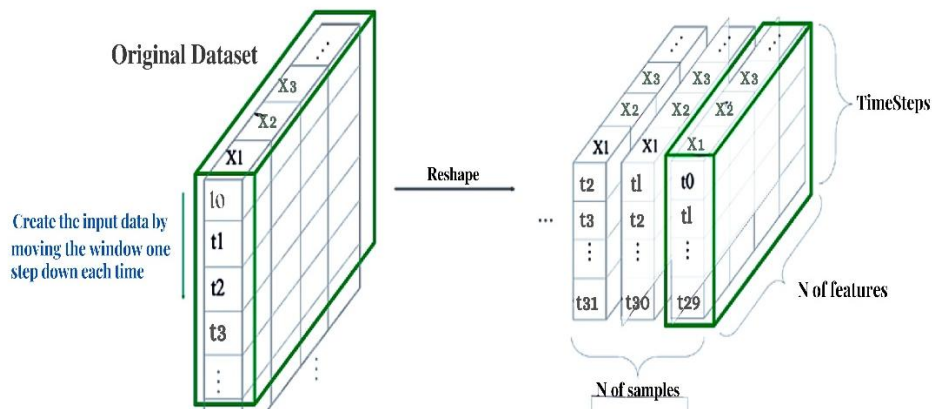 Original Dataset
⋯
X3
X2
X1
t0
t1
t2
t3
⋮
⋮
Create the input data by
moving the window one
step down each time
Reshape
...
⋯ ⋯ ⋯
X3 X3 X3
X2 X2 X2
X1 X1 X1
t2 t1 t0
t3 t2 t1
⋮ ⋮ ⋮
t31 t30 t29
TimeSteps
N of features
N of samples